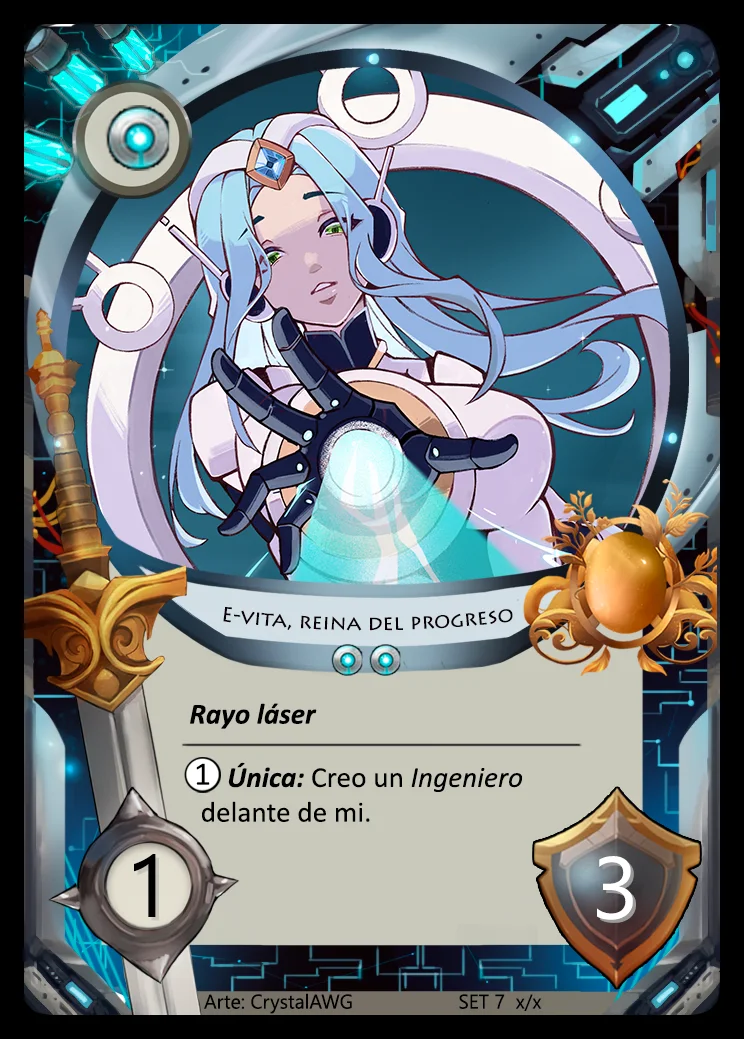 E-VITA, REINA DEL PROGRESO
Rayo láser
1 Única: Creo un Ingeniero
delante de mi.
1
3
Arte: CrystalAWG SET 7 x/x